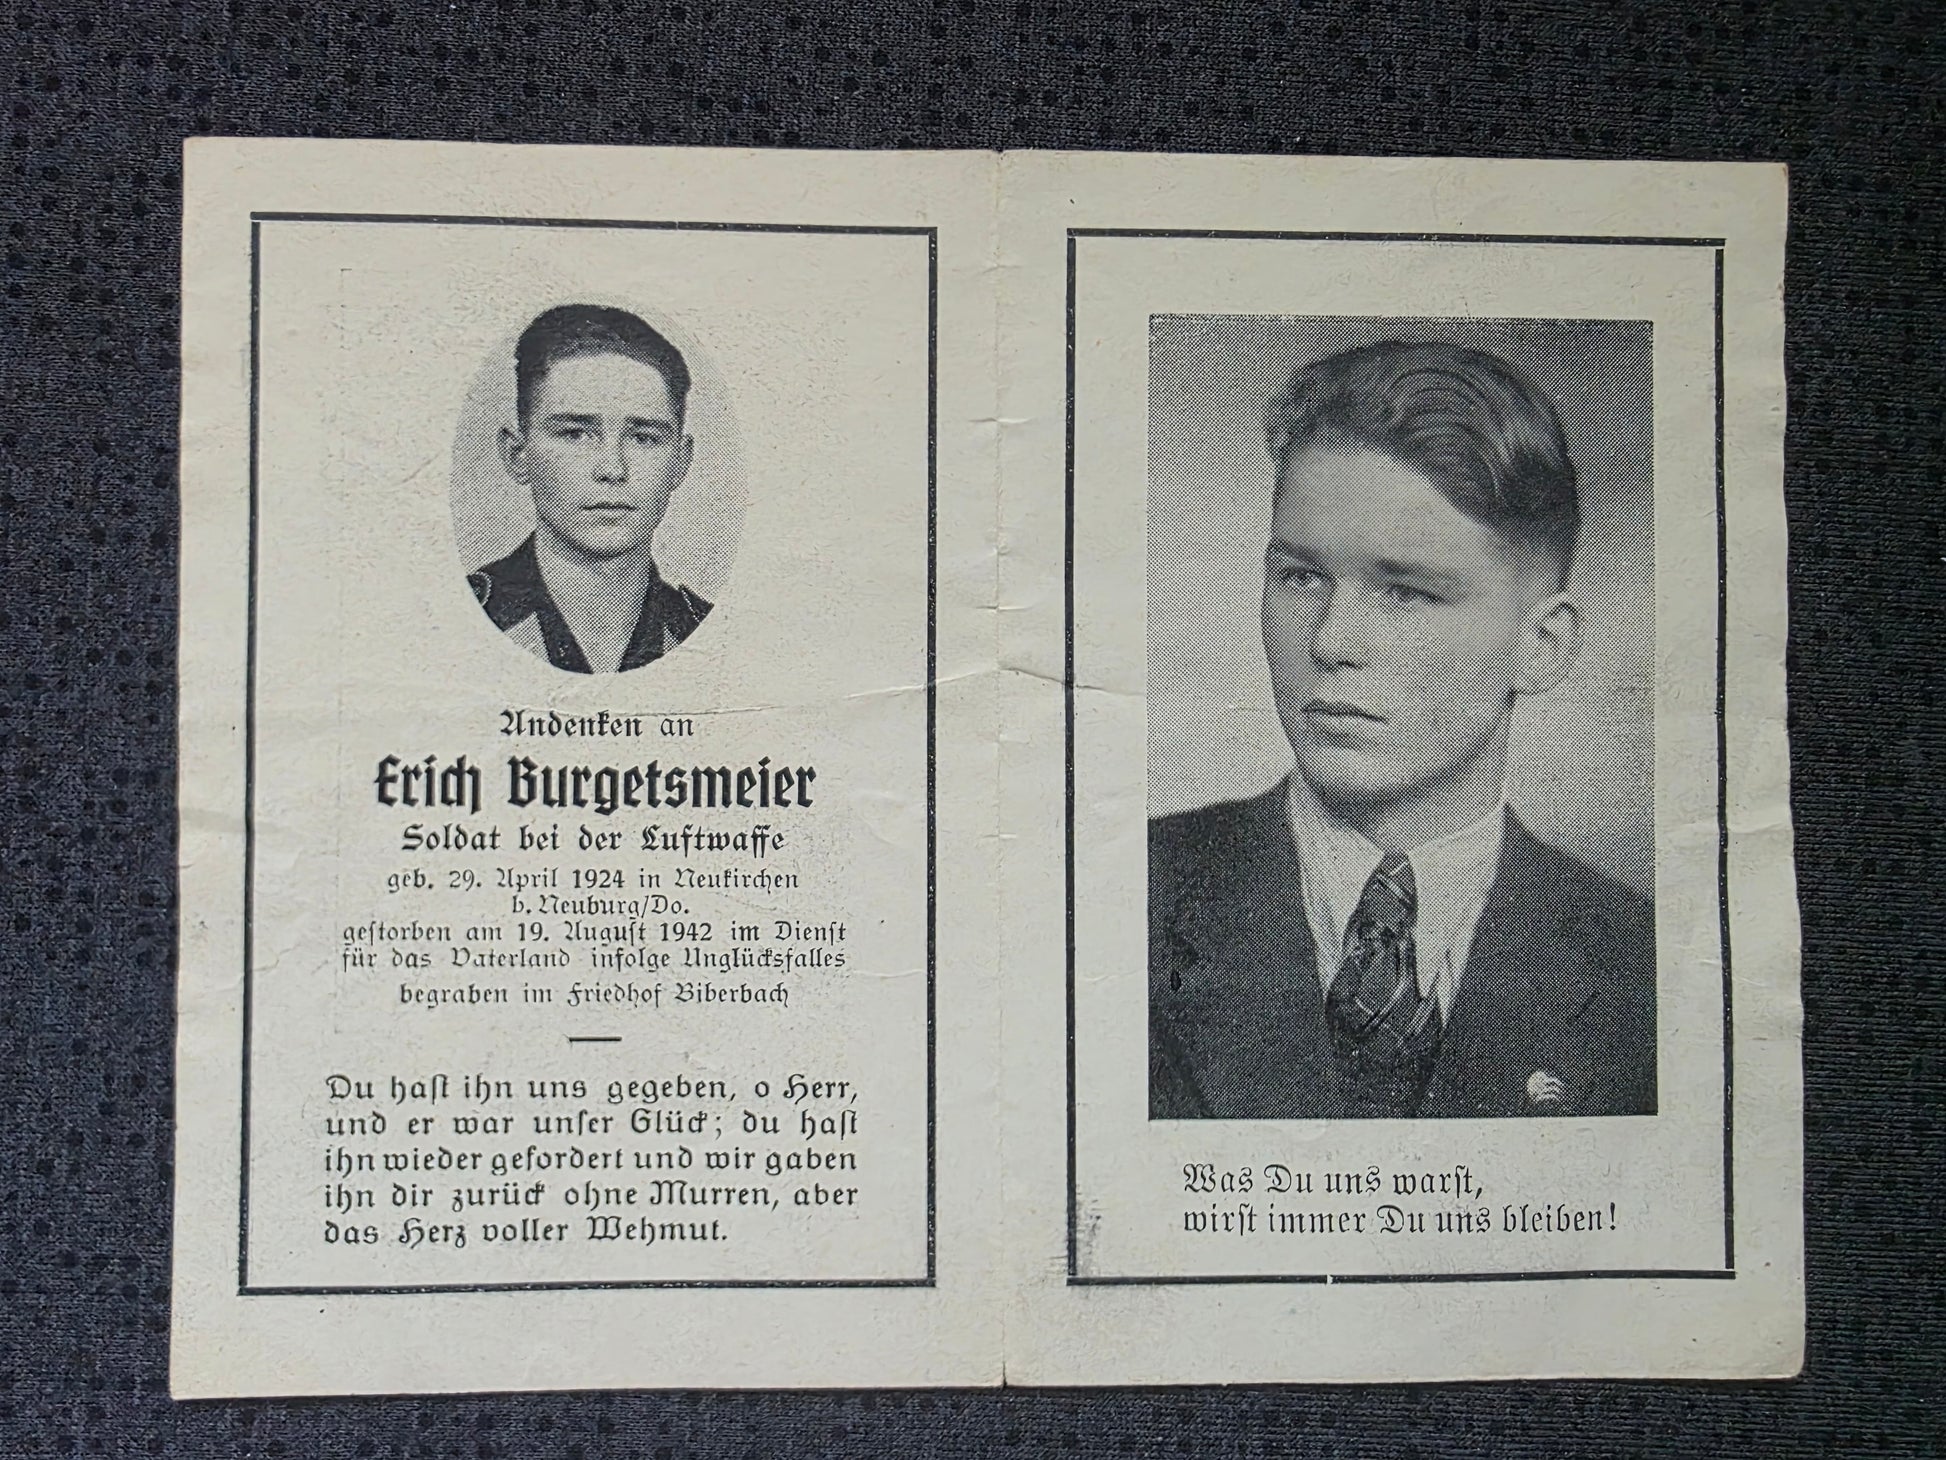 Andenken an
Erich Burgetsmeier
Soldat bei der Luftwaffe
geb. 29. April 1924 in Neukirchen
b. Neuburg/Do.
gestorben am 19. August 1942 im Dienst
für das Vaterland infolge Unglücksfalles
begraben im Friedhof Biberbach
Du hast ihn uns gegeben, o Herr,
und er war unser Glück; du hast
ihn wieder gefordert und wir gaben
ihn dir zurück ohne Murren, aber
das Herz voller Wehmut.
Was Du uns warst,
wirst immer Du uns bleiben!